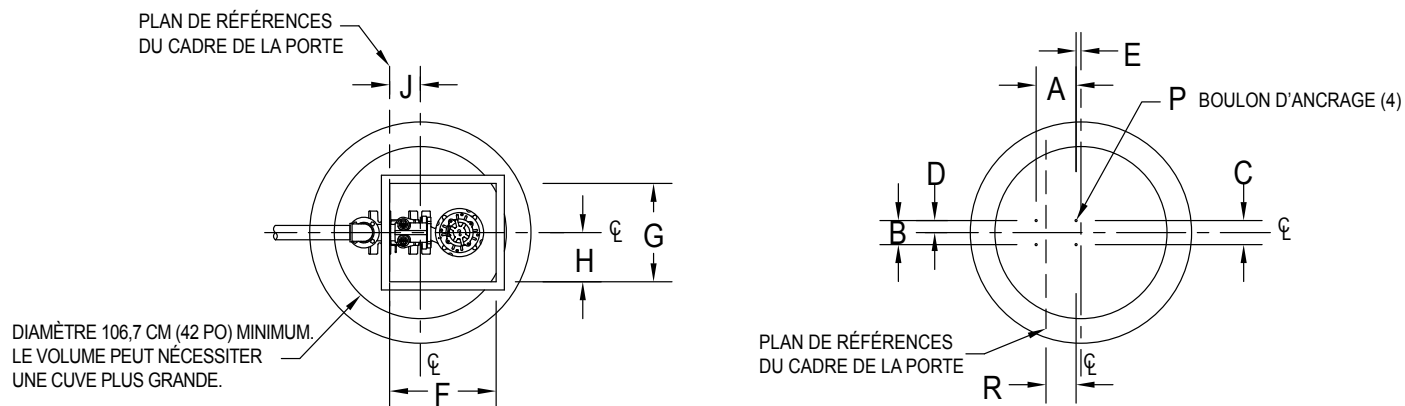 PLAN DE RÉFÉRENCES
DU CADRE DE LA PORTE
J
G
H
℄
DIAMÈTRE 106,7 CM (42 PO) MINIMUM.
LE VOLUME PEUT NÉCESSITER
UNE CUVE PLUS GRANDE.
℄
F
E
A
P BOULON D'ANCRAGE (4)
D
C
B
℄
PLAN DE RÉFÉRENCES
DU CADRE DE LA PORTE
℄
R